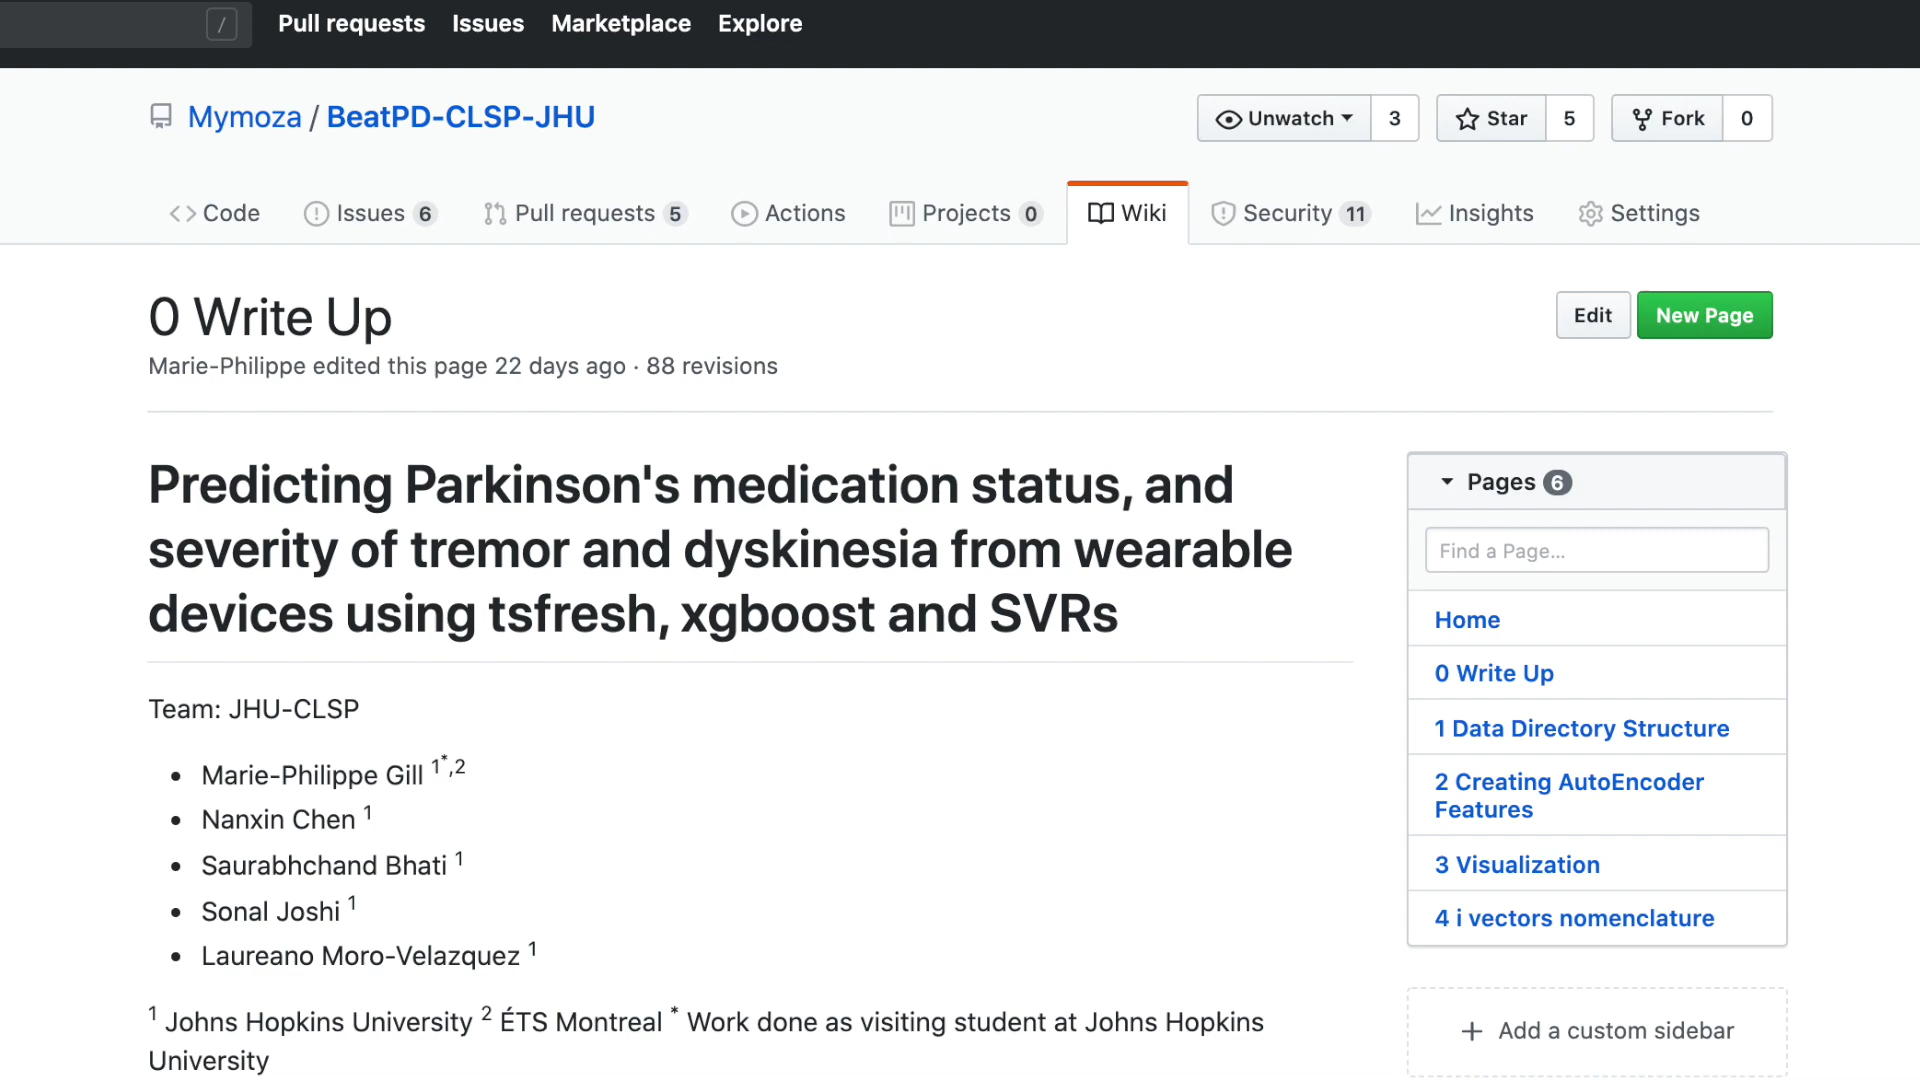 / Pull requests Issues Marketplace Explore
Mymoza / BeatPD-CLSP-JHU Unwatch 3 Star 5 Fork 0
<> Code Issues 6 Pull requests 5 Actions Projects 0 Wiki Security 11 Insights Settings
0 Write Up Edit New Page
Marie-Philippe edited this page 22 days ago · 88 revisions
Predicting Parkinson's medication status, and
severity of tremor and dyskinesia from wearable
devices using tsfresh, xgboost and SVRs
Team: JHU-CLSP
• Marie-Philippe Gill 1*,2
• Nanxin Chen 1
• Saurabhchand Bhati 1
• Sonal Joshi 1
• Laureano Moro-Velazquez 1
1 Johns Hopkins University 2 ÉTS Montreal * Work done as visiting student at Johns Hopkins
University
Pages 6
Find a Page...
Home
0 Write Up
1 Data Directory Structure
2 Creating AutoEncoder
Features
3 Visualization
4 i vectors nomenclature
+ Add a custom sidebar